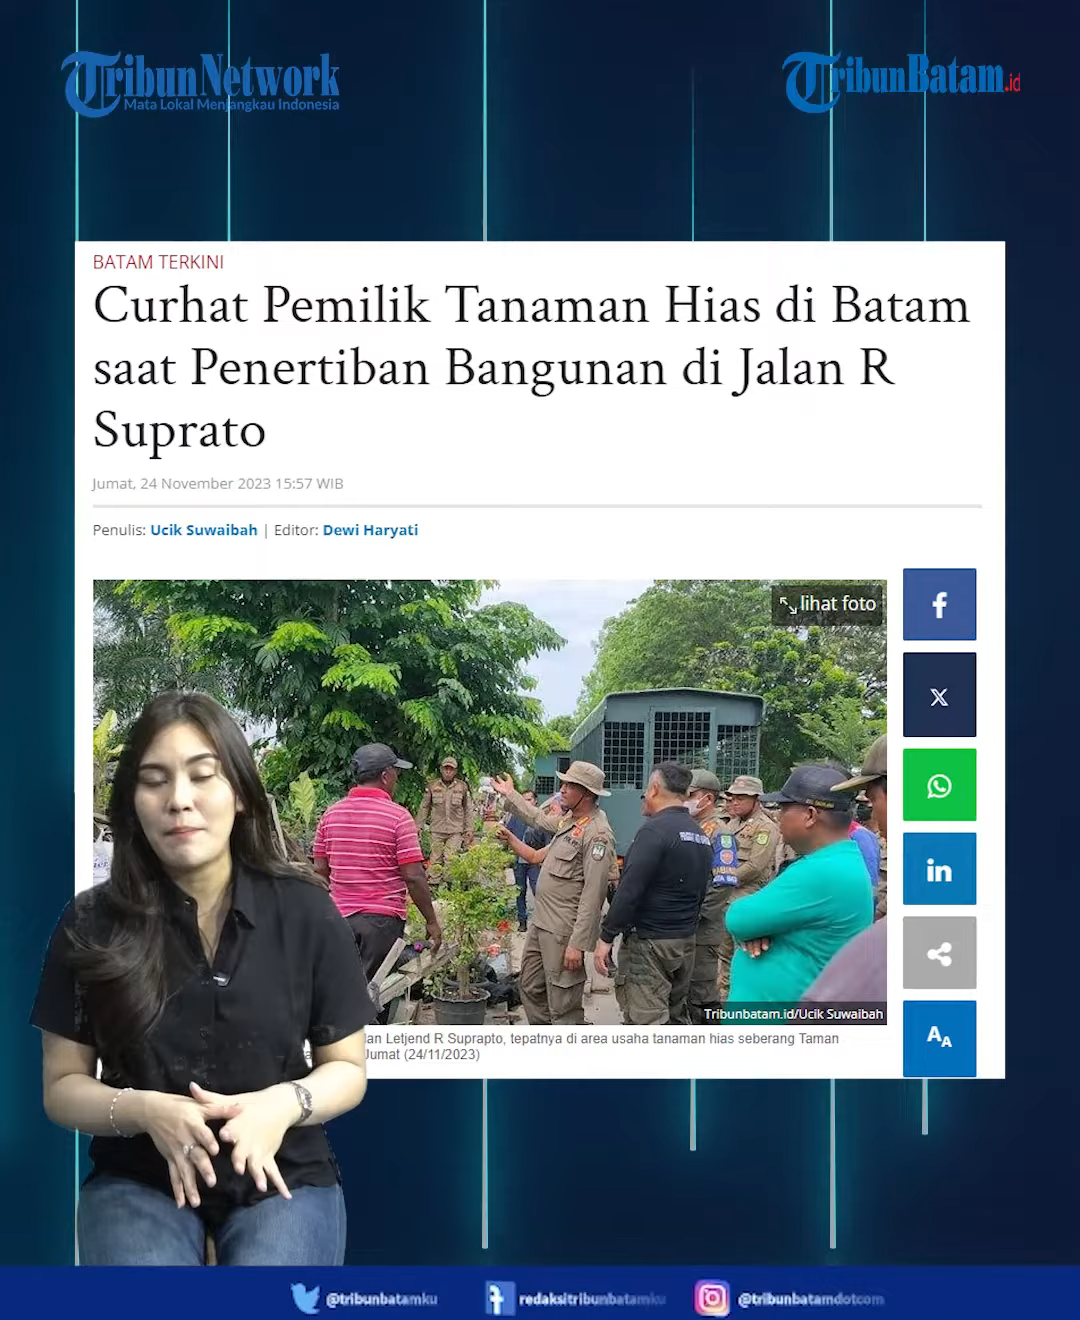 TribunNetwork
Mata Lokal Menjangkau Indonesia
TribunBatam.id
BATAM TERKINI
Curhat Pemilik Tanaman Hias di Batam
saat Penertiban Bangunan di Jalan R
Suprato
Jumat, 24 November 2023 15:57 WIB
Penulis: Ucik Suwaibah | Editor: Dewi Haryati
lihat foto
Tribunbatam.id/Ucik Suwaibah
lan Letjend R Suprapto, tepatnya di area usaha tanaman hias seberang Taman
Jumat (24/11/2023)
AA
@tribunbatamku
redaksitribunbatamku
@tribunbatamdotcom